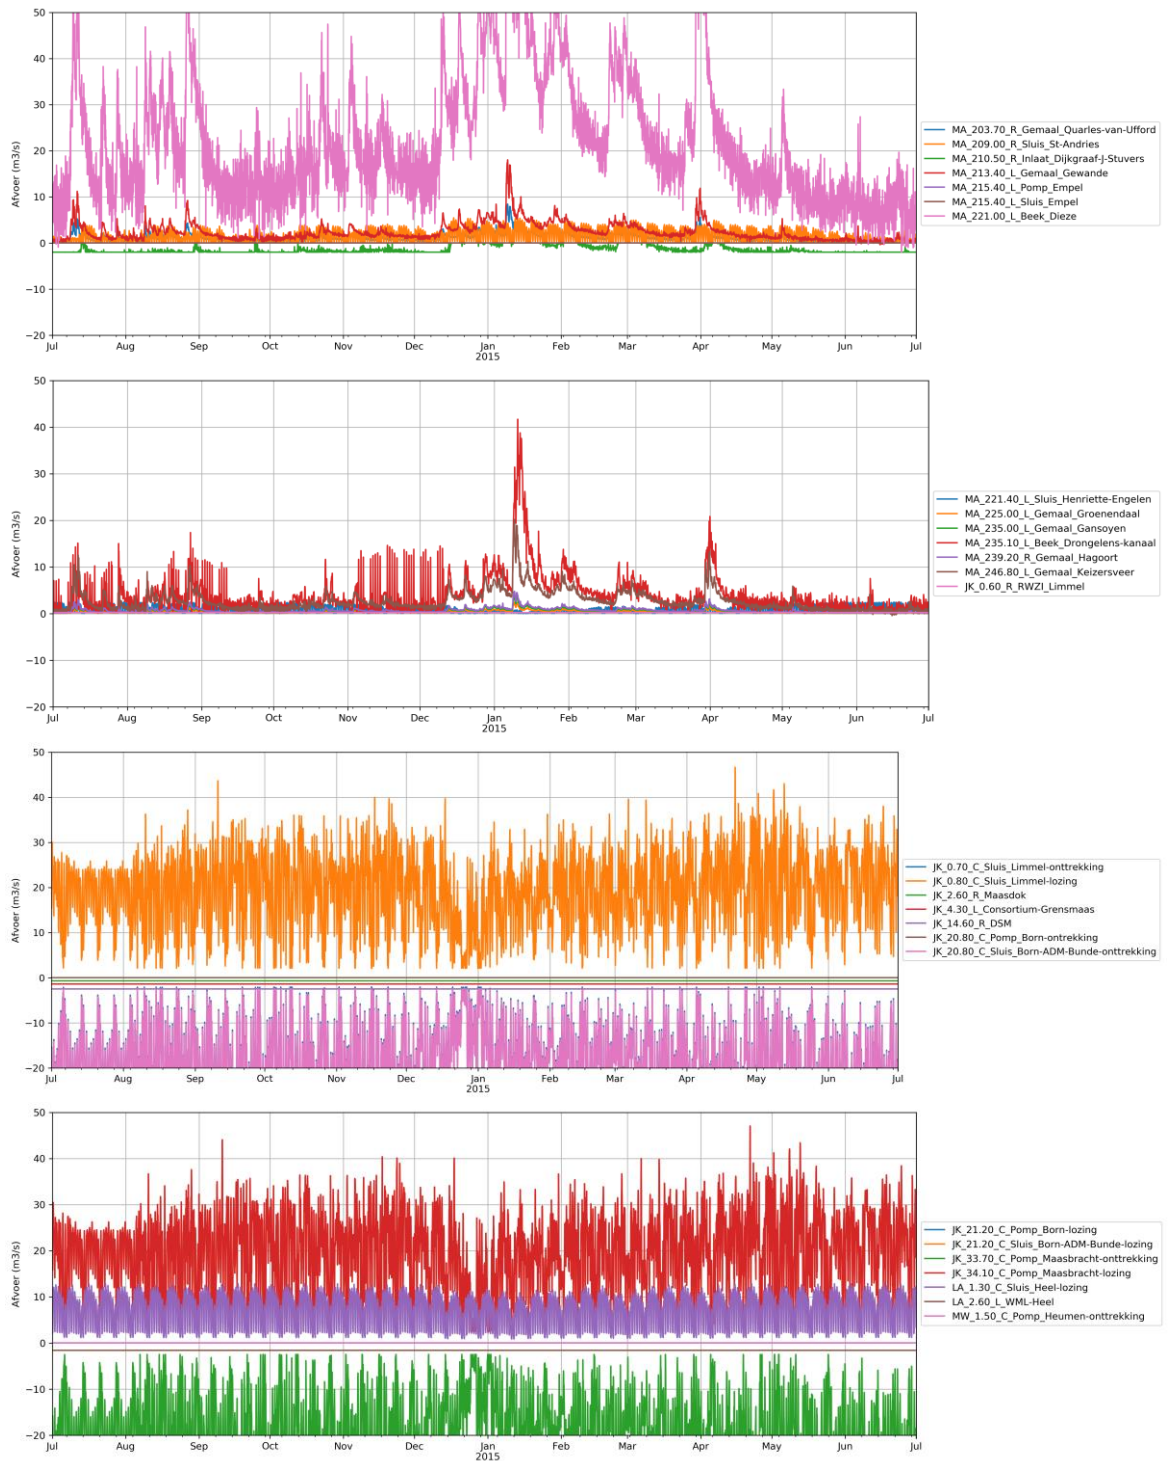 50
40
30
20
10
0
−10
−20
Afvoer (m3/s)
Jul Aug Sep Oct Nov Dec Jan Feb Mar Apr May Jun Jul
2015
MA_203.70_R_Gemaal_Quarles-van-Ufford
MA_209.00_R_Sluis_St-Andries
MA_210.50_R_Inlaat_Dijkgraaf-J-Stuvers
MA_213.40_L_Gemaal_Gewande
MA_215.40_L_Pomp_Empel
MA_215.40_L_Sluis_Empel
MA_221.00_L_Beek_Dieze
50
40
30
20
10
0
−10
−20
Afvoer (m3/s)
Jul Aug Sep Oct Nov Dec Jan Feb Mar Apr May Jun Jul
2015
MA_221.40_L_Sluis_Henriette-Engelen
MA_225.00_L_Gemaal_Groenendaal
MA_235.00_L_Gemaal_Gansoyen
MA_235.10_L_Beek_Drongelens-kanaal
MA_239.20_R_Gemaal_Hagoort
MA_246.80_L_Gemaal_Keizersveer
JK_0.60_R_RWZI_Limmel
50
40
30
20
10
0
−10
−20
Afvoer (m3/s)
Jul Aug Sep Oct Nov Dec Jan Feb Mar Apr May Jun Jul
2015
JK_0.70_C_Sluis_Limmel-onttrekking
JK_0.80_C_Sluis_Limmel-lozing
JK_2.60_R_Maasdok
JK_4.30_L_Consortium-Grensmaas
JK_14.60_R_DSM
JK_20.80_C_Pomp_Born-ontrekking
JK_20.80_C_Sluis_Born-ADM-Bunde-onttrekking
50
40
30
20
10
0
−10
−20
Afvoer (m3/s)
Jul Aug Sep Oct Nov Dec Jan Feb Mar Apr May Jun Jul
2015
JK_21.20_C_Pomp_Born-lozing
JK_21.20_C_Sluis_Born-ADM-Bunde-lozing
JK_33.70_C_Pomp_Maasbracht-onttrekking
JK_34.10_C_Pomp_Maasbracht-lozing
LA_1.30_C_Sluis_Heel-lozing
LA_2.60_L_WML-Heel
MW_1.50_C_Pomp_Heumen-onttrekking